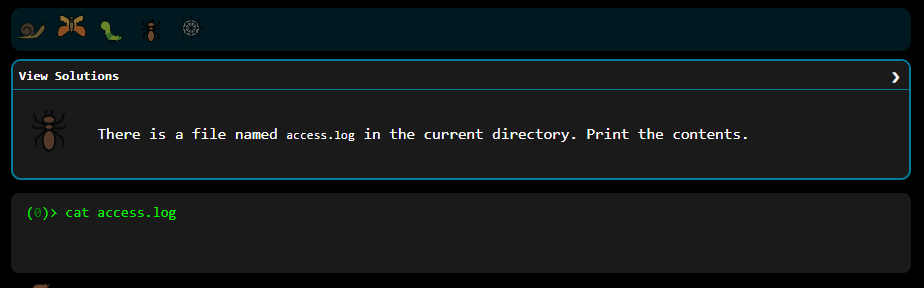 View Solutions ❯
There is a file named access.log in the current directory. Print the contents.
(0)> cat access.log